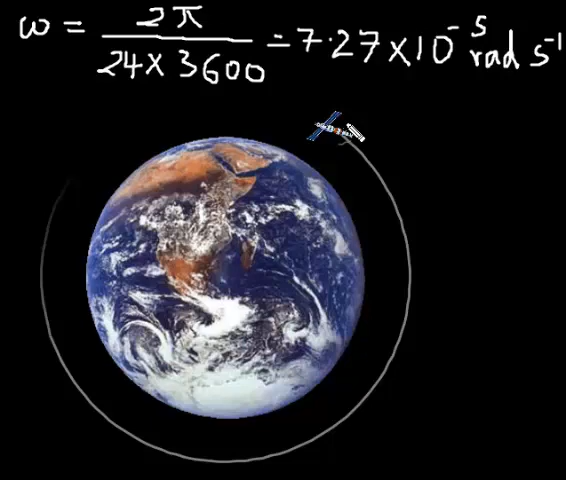 ω = 2π / 24 × 3600 = 7.27 × 10⁻⁵ rad s⁻¹